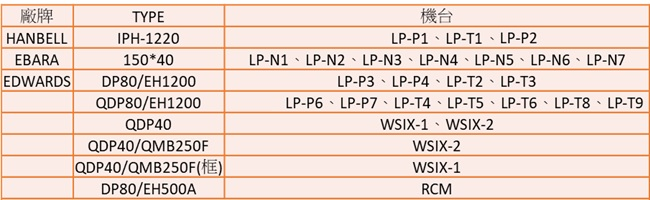 廠牌 TYPE 機台
HANBELL IPH-1220 LP-P1、LP-T1、LP-P2
EBARA 150*40 LP-N1、LP-N2、LP-N3、LP-N4、LP-N5、LP-N6、LP-N7
EDWARDS DP80/EH1200 LP-P3、LP-P4、LP-T2、LP-T3
QDP80/EH1200 LP-P6、LP-P7、LP-T4、LP-T5、LP-T6、LP-T8、LP-T9
QDP40 WSIX-1、WSIX-2
QDP40/QMB250F WSIX-2
QDP40/QMB250F(框) WSIX-1
DP80/EH500A RCM